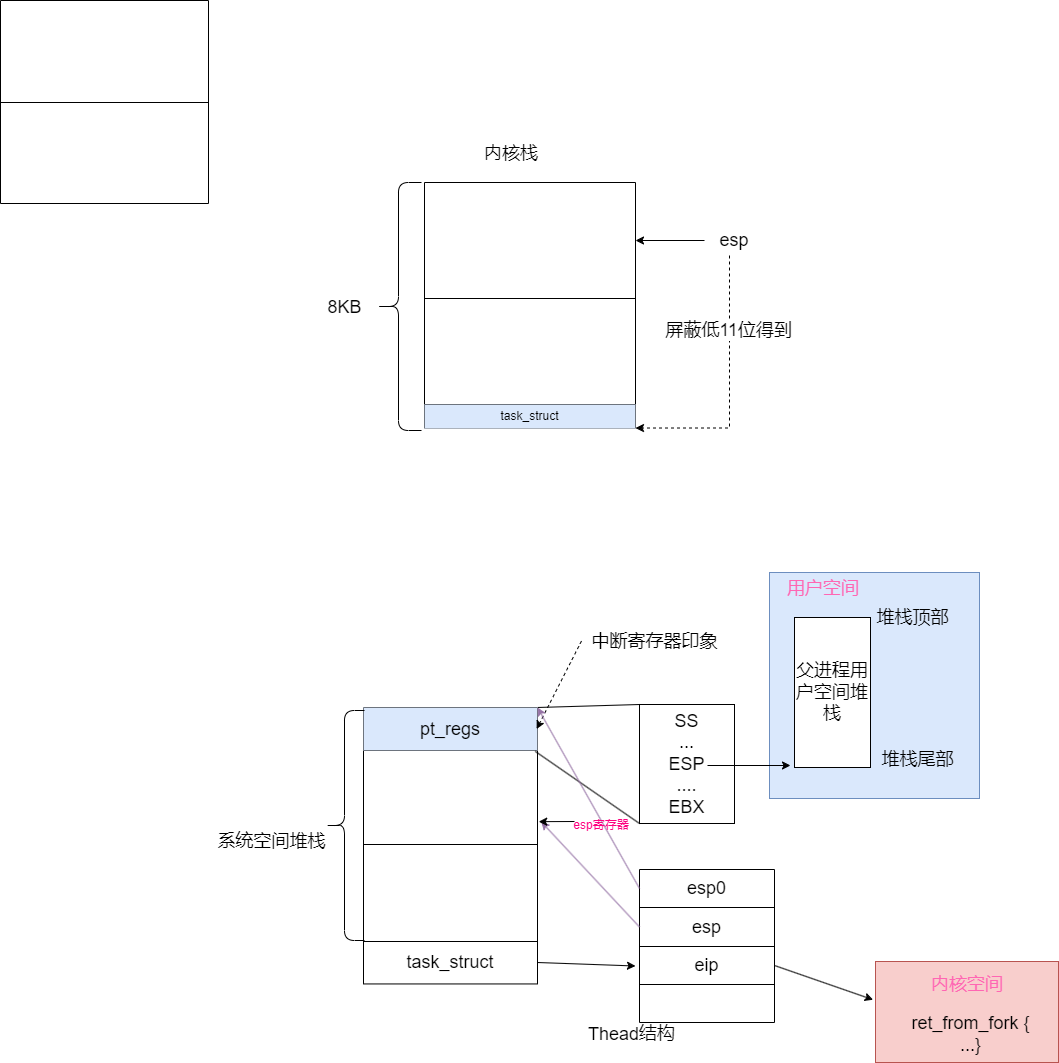 内核栈
esp
8KB
屏蔽低11位得到
task_struct
用户空间
堆栈顶部
中断寄存器印象
父进程用
户空间堆
栈
SS
pt_regs
...
堆栈尾部
ESP
....
EBX
esp寄存器
系统空间堆栈
esp0
esp
task_struct
eip
内核空间
ret_from_fork {
...}
Thead结构